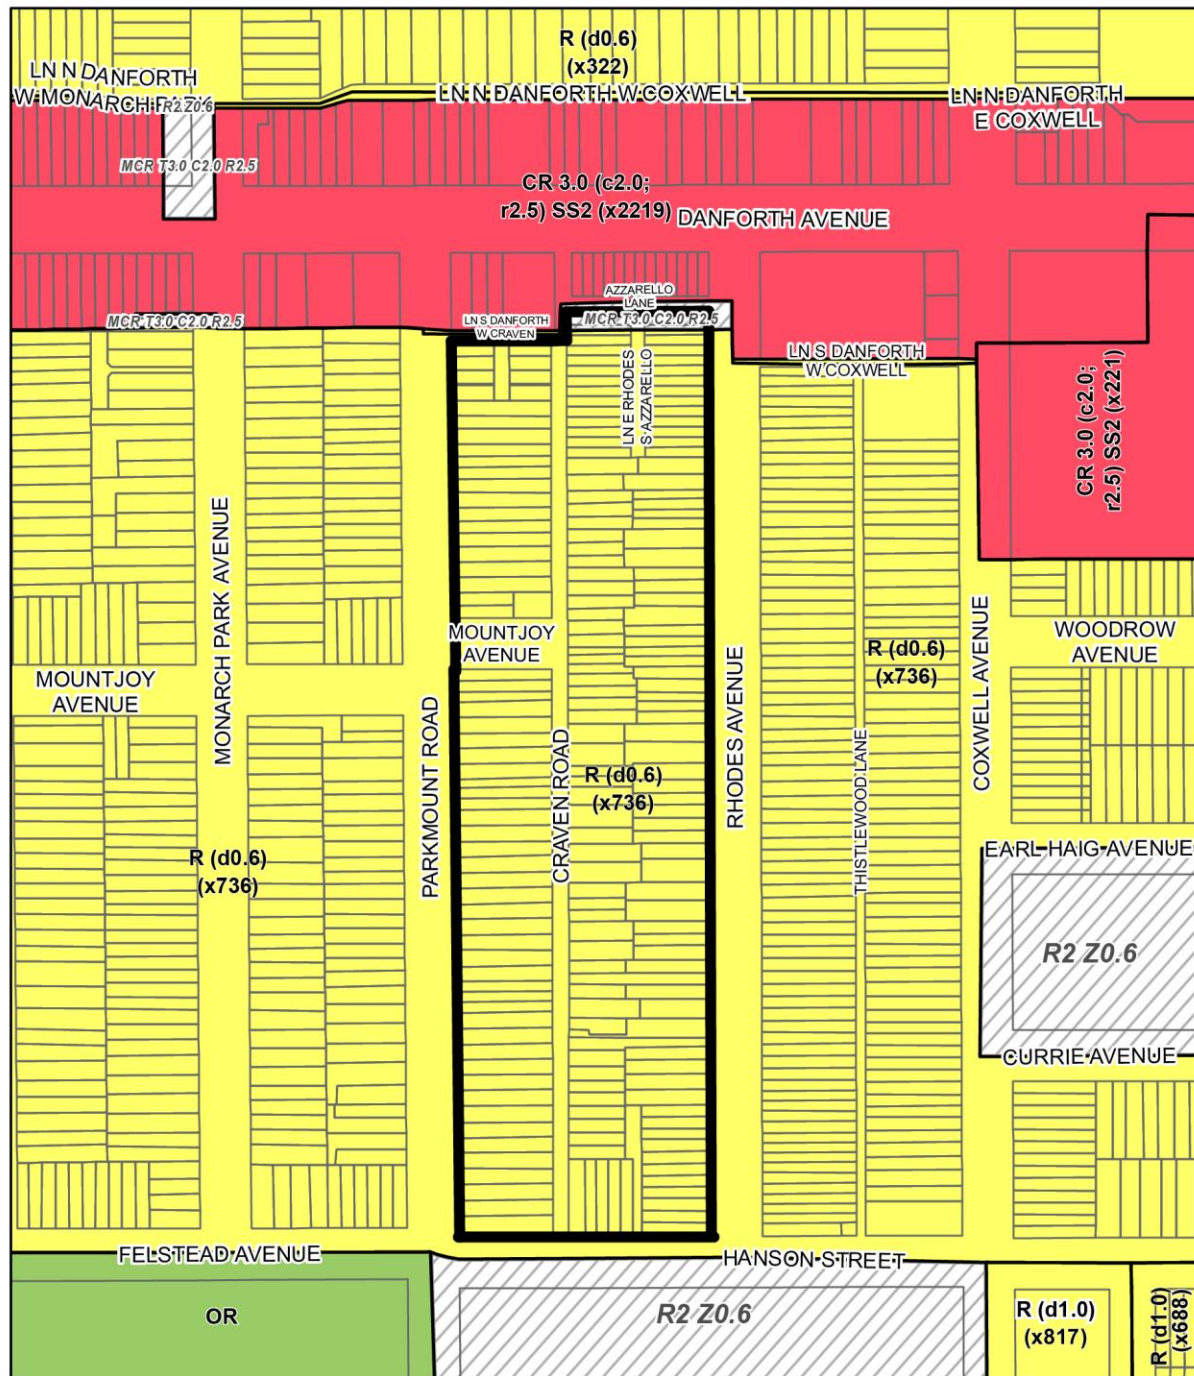 R (d0.6)
(x322)
LN N DANFORTH
W MONARCH PARK
R2 Z0.6
LN N DANFORTH W COXWELL
LN N DANFORTH
E COXWELL
MCR T3.0 C2.0 R2.5
CR 3.0 (c2.0;
r2.5) SS2 (x2219)
DANFORTH AVENUE
AZZARELLO
LANE
MCR T3.0 C2.0 R2.5
LN S DANFORTH
W CRAVEN
MCR T3.0 C2.0 R2.5
LN S DANFORTH
W COXWELL
LN E RHODES
S AZZARELLO
CR 3.0 (c2.0;
r2.5) SS2 (x221)
MONARCH PARK AVENUE
MOUNTJOY
AVENUE
MOUNTJOY
AVENUE
R (d0.6)
(x736)
WOODROW
AVENUE
COXWELL AVENUE
RHODES AVENUE
PARKMOUNT ROAD
CRAVEN ROAD
R (d0.6)
(x736)
THISTLEWOOD LANE
R (d0.6)
(x736)
EARL HAIG AVENUE
R2 Z0.6
CURRIE AVENUE
FELSTEAD AVENUE
HANSON STREET
OR
R2 Z0.6
R (d1.0)
(x817)
R (d1.0)
(x688)